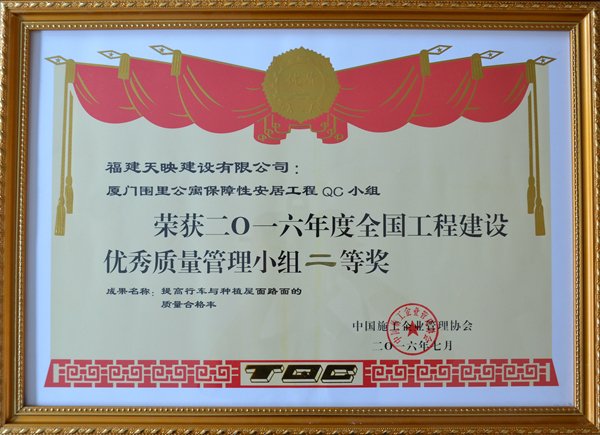 福建天映建设有限公司：
厦门围里公寓保障性安居工程QC小组
荣获二O一六年度全国工程建设
优秀质量管理小组二等奖
成果名称：提高行车与种植屋面路面的
质量合格率
中国施工企业管理协会
二O一六年七月
TQC